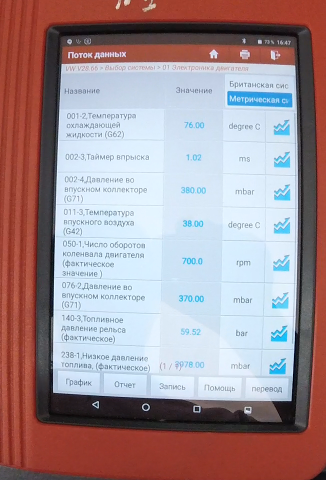 73% 16:47
Поток данных
VW V28.66 > Выбор системы > 01 Электроника двигателя
Название Значение Британская сис
Метрическая си
001-2,Температура
охлаждающей
жидкости (G62) 76.00 degree C
002-3,Таймер впрыска 1.02 ms
002-4,Давление во
впускном коллекторе
(G71) 380.00 mbar
011-3,Температура
впускного воздуха
(G42) 38.00 degree C
050-1,Число оборотов
коленвала двигателя
(фактическое
значение ) 700.0 rpm
076-2,Давление во
впускном коллекторе
(G71) 370.00 mbar
140-3,Топливное
давление рельса
(фактическое) 59.52 bar
238-1,Низкое давление
топлива, (фактическое) 978.00 mbar
График Отчет Запись Помощь перевод